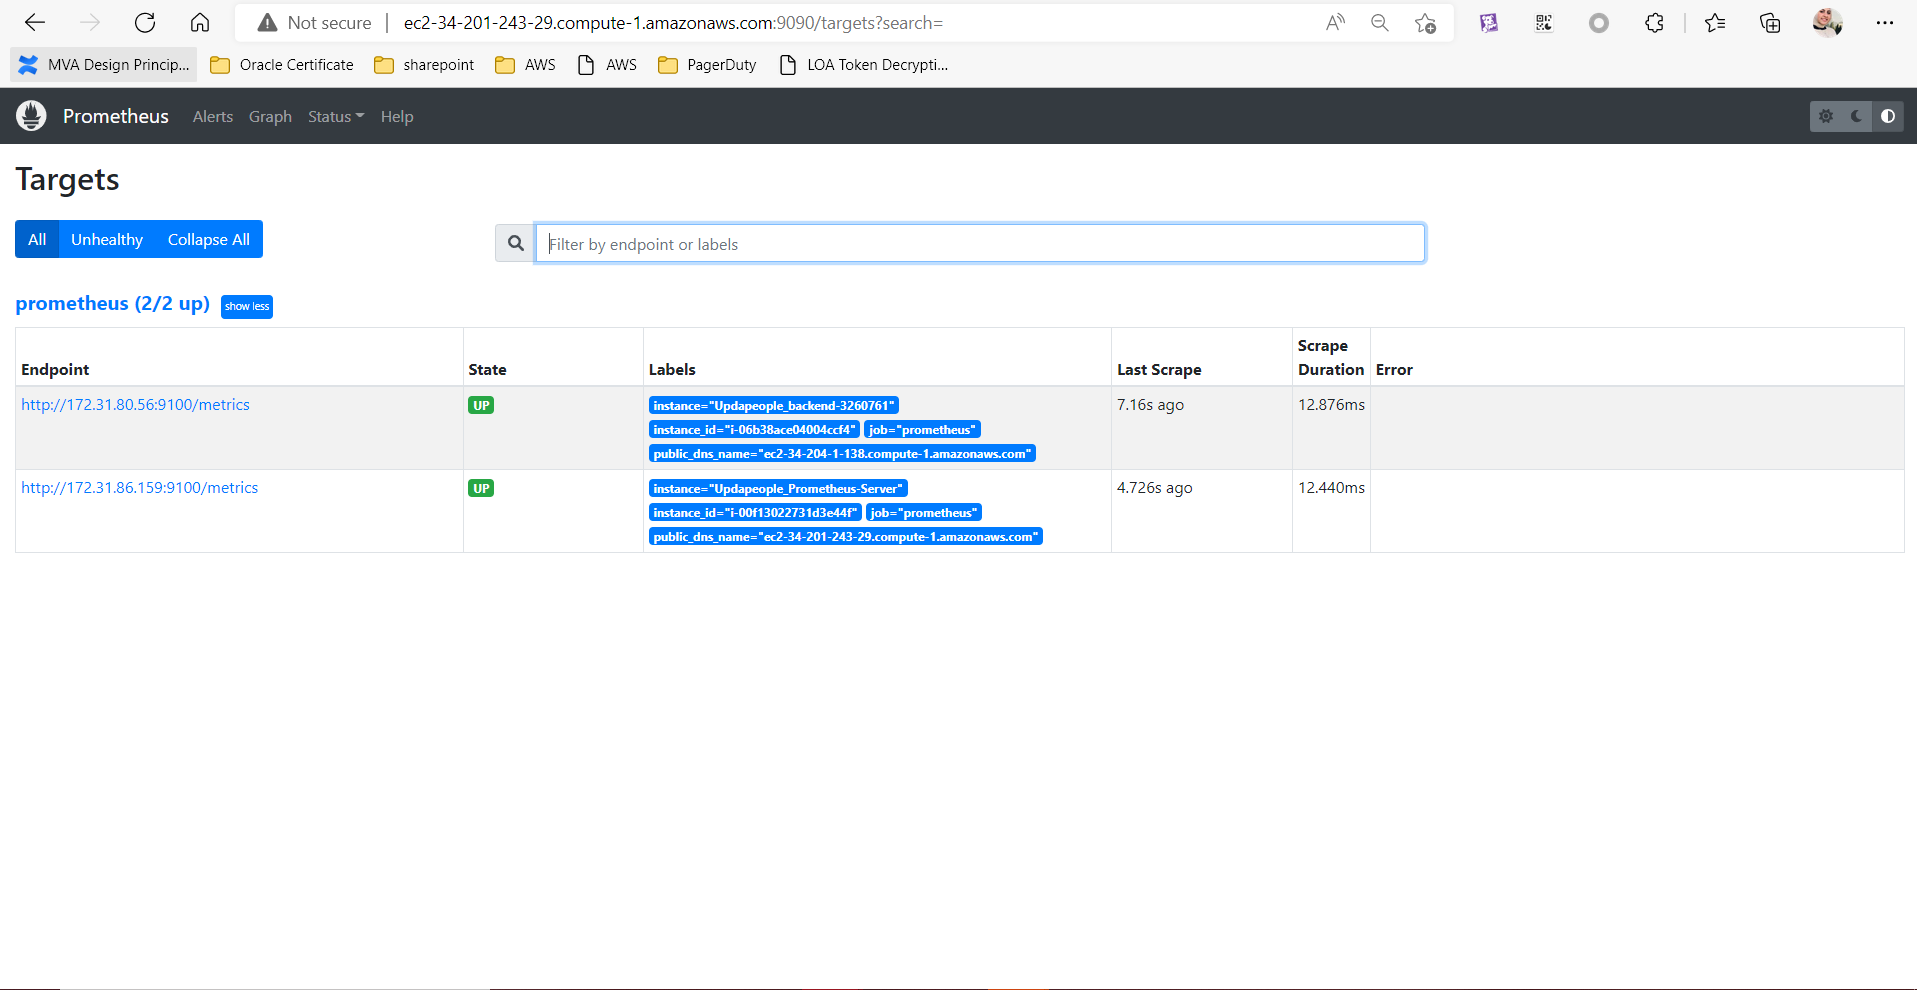 Not secure | ec2-34-201-243-29.compute-1.amazonaws.com:9090/targets?search=
MVA Design Princip... Oracle Certificate sharepoint AWS AWS PagerDuty LOA Token Decrypti...
Prometheus Alerts Graph Status Help
Targets
All Unhealthy Collapse All
Filter by endpoint or labels
prometheus (2/2 up) show less
Endpoint State Labels Last Scrape Scrape Duration Error
http://172.31.80.56:9100/metrics UP instance="Updapeople_backend-3260761" 7.16s ago 12.876ms
instance_id="i-06b38ace04004ccf4" job="prometheus"
public_dns_name="ec2-34-204-1-138.compute-1.amazonaws.com"
http://172.31.86.159:9100/metrics UP instance="Updapeople_Prometheus-Server" 4.726s ago 12.440ms
instance_id="i-00f13022731d3e44f" job="prometheus"
public_dns_name="ec2-34-201-243-29.compute-1.amazonaws.com"